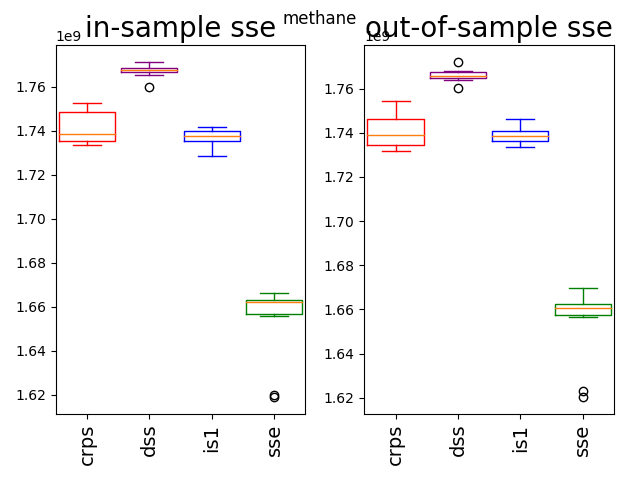 methane
in-sample sse
out-of-sample sse
1e9
1e9
1.76
1.74
1.72
1.70
1.68
1.66
1.64
1.62
1.76
1.74
1.72
1.70
1.68
1.66
1.64
1.62
crps
dss
is1
sse
crps
dss
is1
sse